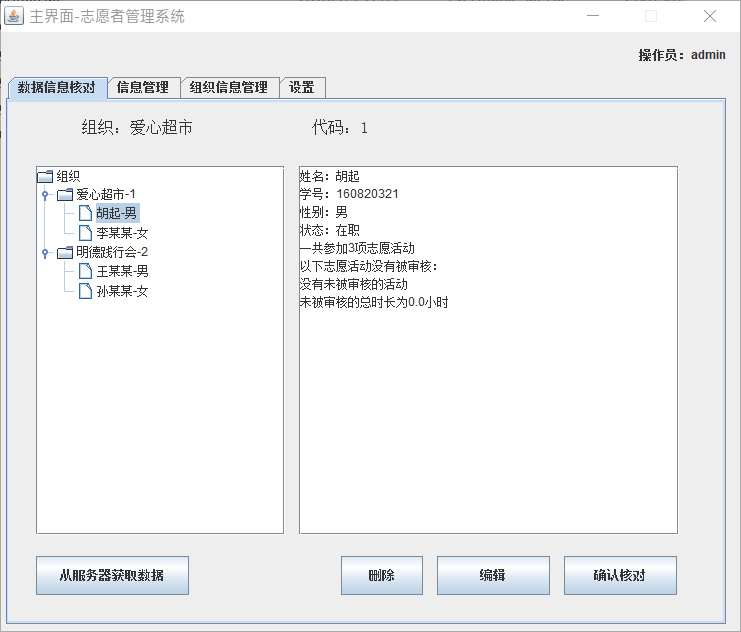 主界面-志愿者管理系统
操作员：admin
数据信息核对 信息管理 组织信息管理 设置
组织：爱心超市 代码：1
组织
爱心超市-1
胡起-男
李某某-女
明德践行会-2
王某某-男
孙某某-女
姓名：胡起
学号：160820321
性别：男
状态：在职
一共参加3项志愿活动
以下志愿活动没有被审核：
没有未被审核的活动
未被审核的总时长为0.0小时
从服务器获取数据 删除 编辑 确认核对